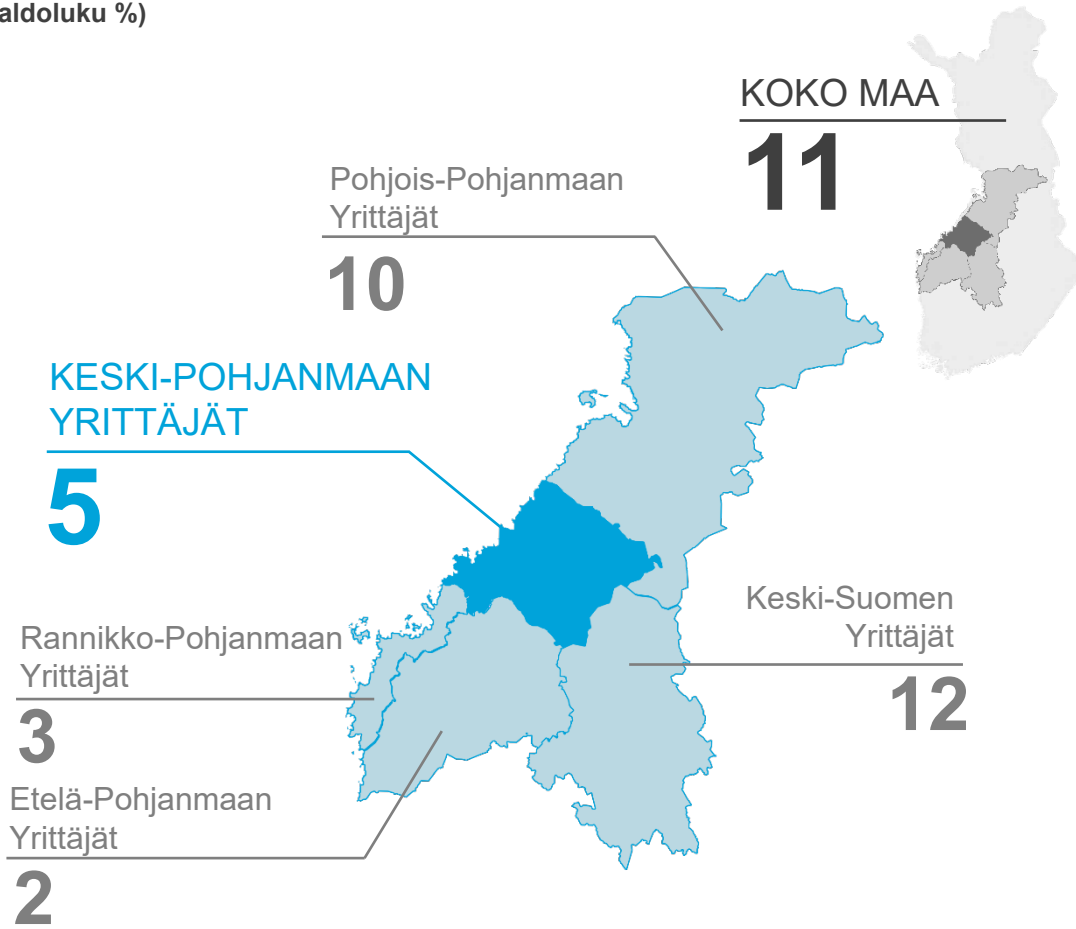 aldoluku %)
KOKO MAA
11
Pohjois-Pohjanmaan
Yrittäjät
10
KESKI-POHJANMAAN
YRITTÄJÄT
5
Keski-Suomen
Yrittäjät
12
Rannikko-Pohjanmaan
Yrittäjät
3
Etelä-Pohjanmaan
Yrittäjät
2